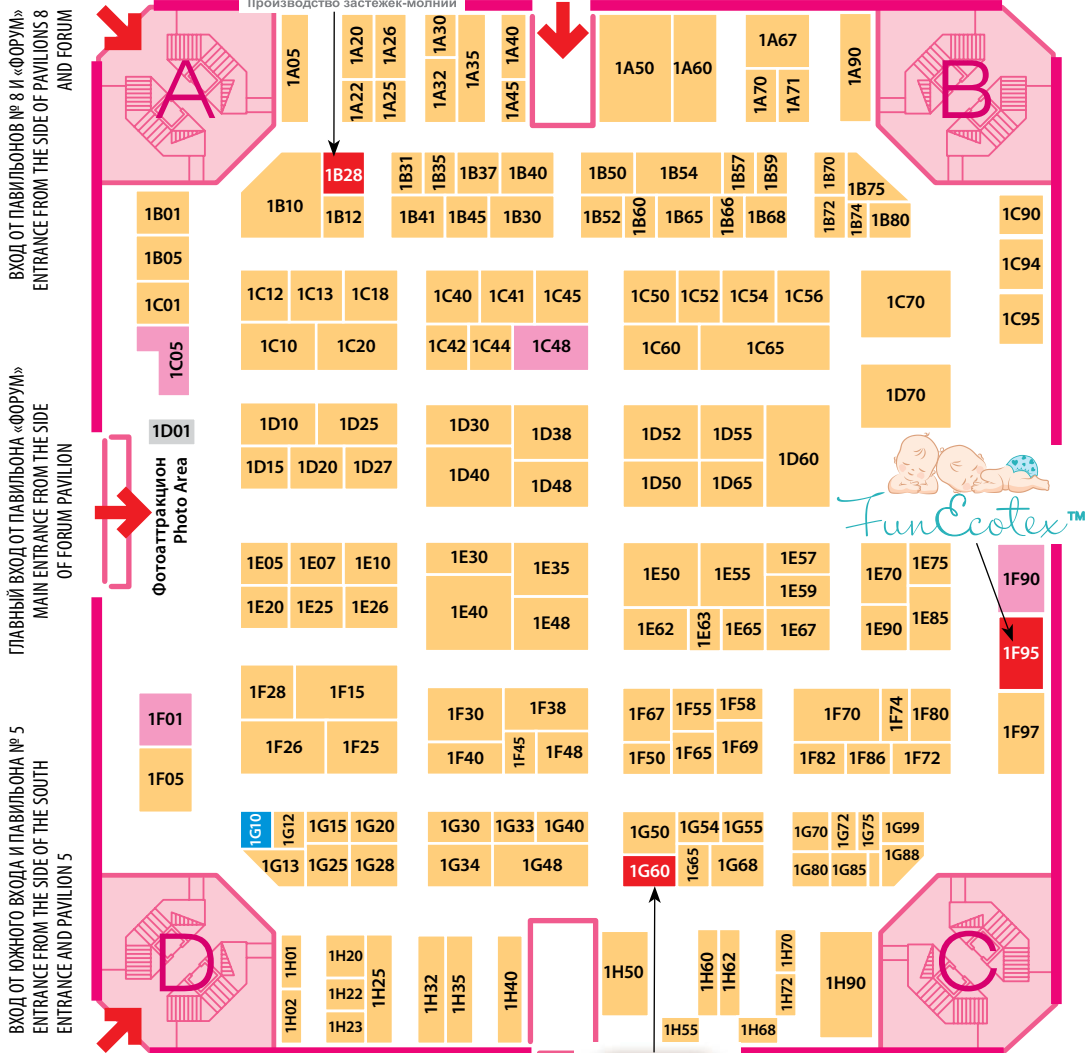 Производство застежек-молний
ВХОД ОТ ПАВИЛЬОНОВ № 8 И «ФОРУМ»
ENTRANCE FROM THE SIDE OF PAVILIONS 8
AND FORUM
A
B
1A05
1A20
1A26
1A22
1A25
1A30
1A32
1A35
1A40
1A45
1A50
1A60
1A67
1A70
1A71
1A90
1B28
1B10
1B12
1B31
1B35
1B37
1B40
1B41
1B45
1B30
1B50
1B54
1B57
1B59
1B52
1B60
1B65
1B66
1B68
1B70
1B75
1B72
1B74
1B80
1B01
1B05
1C01
1C05
1C90
1C94
1C95
1C12
1C13
1C18
1C10
1C20
1C40
1C41
1C45
1C42
1C44
1C48
1C50
1C52
1C54
1C56
1C60
1C65
1C70
1D70
ГЛАВНЫЙ ВХОД ОТ ПАВИЛЬОНА «ФОРУМ»
MAIN ENTRANCE FROM THE SIDE
OF FORUM PAVILION
1D01
Фотоаттракцион
Photo Area
1D10
1D25
1D15
1D20
1D27
1D30
1D38
1D40
1D48
1D52
1D55
1D60
1D50
1D65
FunEcotex™
1E05
1E07
1E10
1E20
1E25
1E26
1E30
1E35
1E40
1E48
1E50
1E55
1E57
1E59
1E62
1E63
1E65
1E67
1E70
1E75
1E90
1E85
1F90
1F95
1F97
1F01
1F05
1F28
1F15
1F26
1F25
1F30
1F38
1F40
1F45
1F48
1F67
1F55
1F58
1F50
1F65
1F69
1F70
1F74
1F80
1F82
1F86
1F72
ВХОД ОТ ЮЖНОГО ВХОДА И ПАВИЛЬОНА № 5
ENTRANCE FROM THE SIDE OF THE SOUTH
ENTRANCE AND PAVILION 5
1G10
1G12
1G15
1G20
1G13
1G25
1G28
1G30
1G33
1G40
1G34
1G48
1G50
1G54
1G55
1G60
1G65
1G68
1G70
1G72
1G75
1G99
1G80
1G85
1G88
D
C
1H01
1H02
1H20
1H22
1H23
1H25
1H32
1H35
1H40
1H50
1H55
1H60
1H62
1H68
1H70
1H72
1H90